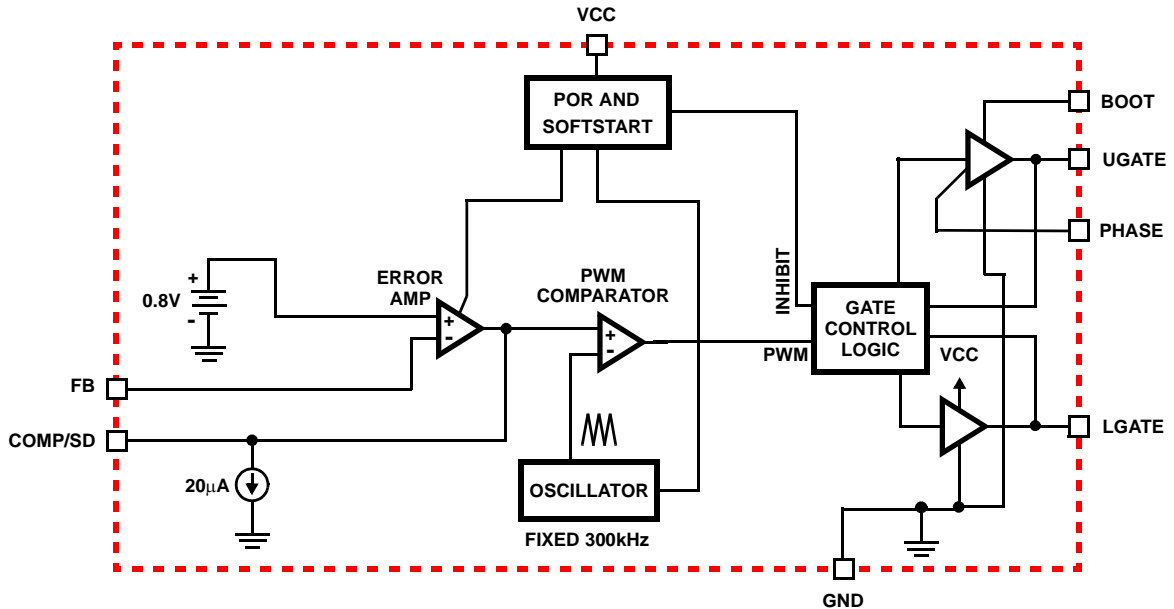 VCC
POR AND
SOFTSTART
BOOT
UGATE
PHASE
+
0.8V
-
ERROR
AMP
+
-
PWM
COMPARATOR
+
-
INHIBIT
PWM
GATE
CONTROL
LOGIC
VCC
FB
COMP/SD
20μA
OSCILLATOR
FIXED 300kHz
LGATE
GND